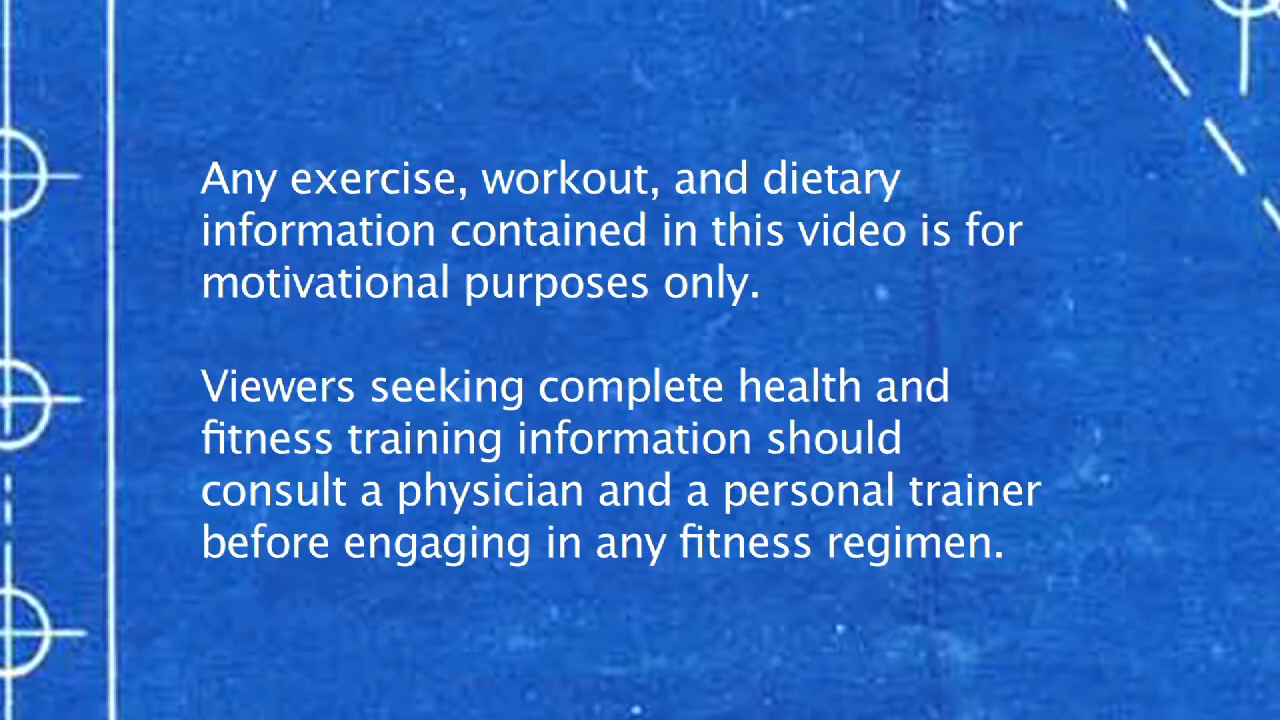 Any exercise, workout, and dietary
information contained in this video is for
motivational purposes only.
Viewers seeking complete health and
fitness training information should
consult a physician and a personal trainer
before engaging in any fitness regimen.